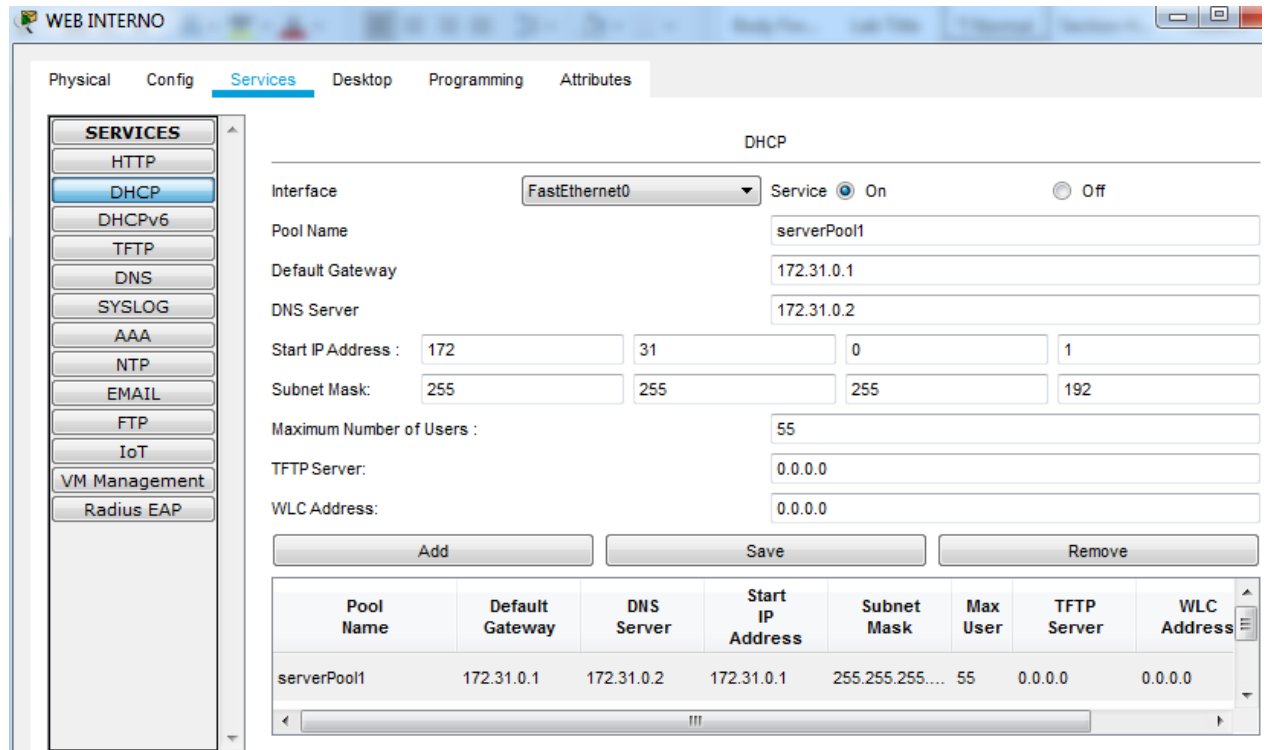 WEB INTERNO
Physical Config Services Desktop Programming Attributes
SERVICES
HTTP
DHCP
DHCPv6
TFTP
DNS
SYSLOG
AAA
NTP
EMAIL
FTP
IoT
VM Management
Radius EAP
DHCP
Interface FastEthernet0 Service On Off
Pool Name serverPool1
Default Gateway 172.31.0.1
DNS Server 172.31.0.2
Start IP Address : 172 31 0 1
Subnet Mask: 255 255 255 192
Maximum Number of Users : 55
TFTP Server: 0.0.0.0
WLC Address: 0.0.0.0
Add Save Remove
Pool Name Default Gateway DNS Server Start IP Address Subnet Mask Max User TFTP Server WLC Address
serverPool1 172.31.0.1 172.31.0.2 172.31.0.1 255.255.255.... 55 0.0.0.0 0.0.0.0